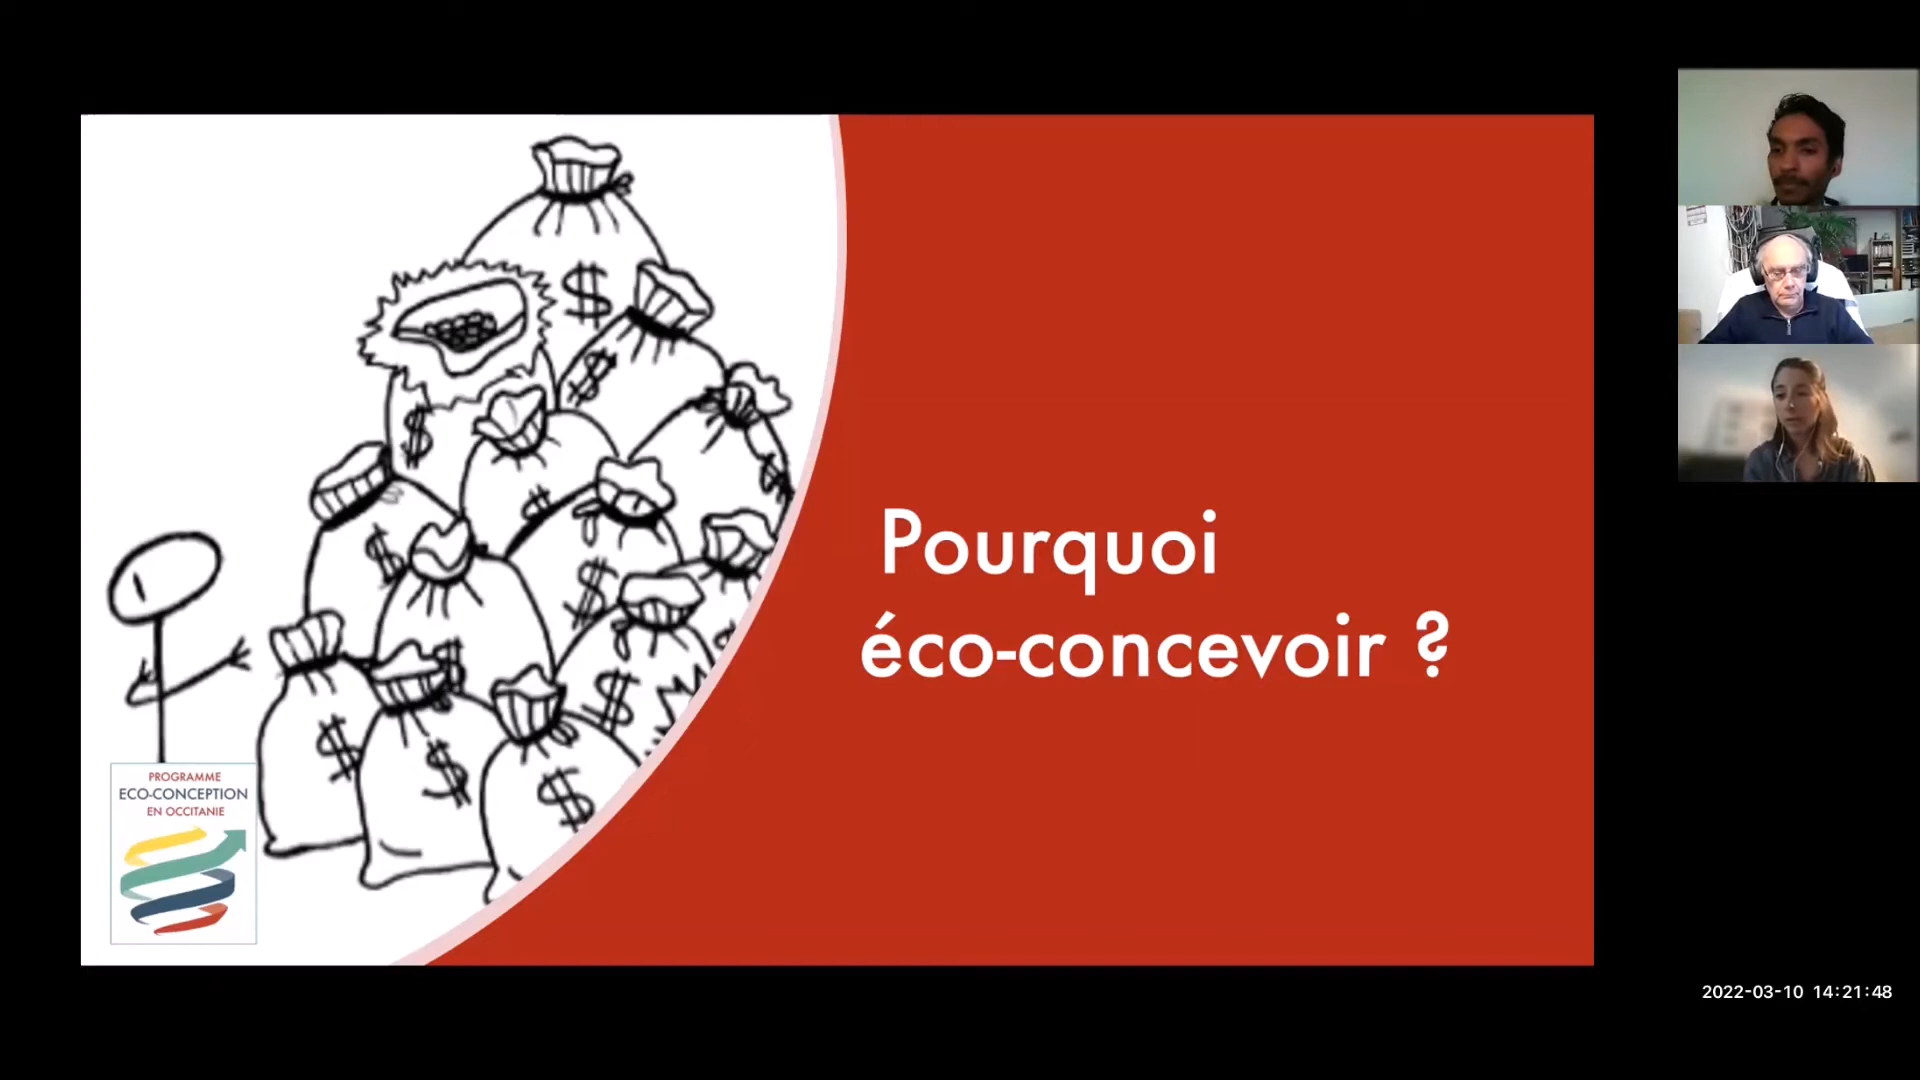 Pourquoi
éco-concevoir ?
$
$
$
$
$
$
$
$
$
$
$
$
PROGRAMME
ECO-CONCEPTION
EN OCCITANIE
2022-03-10 14:21:48